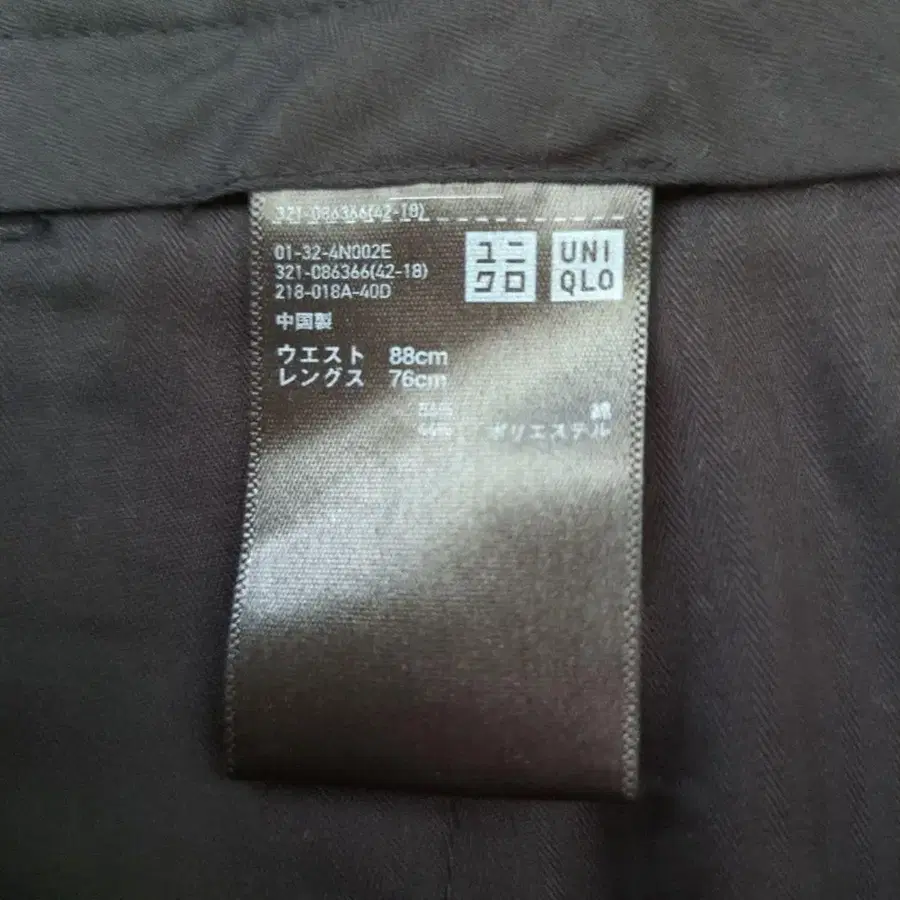 321-086366(42-18)
01-32-4N002E
321-086366(42-18)
218-018A-40D
中国製
ユニ
クロ
UNI
QLO
ウエスト 88cm
レングス 76cm
綿
ポリエステル